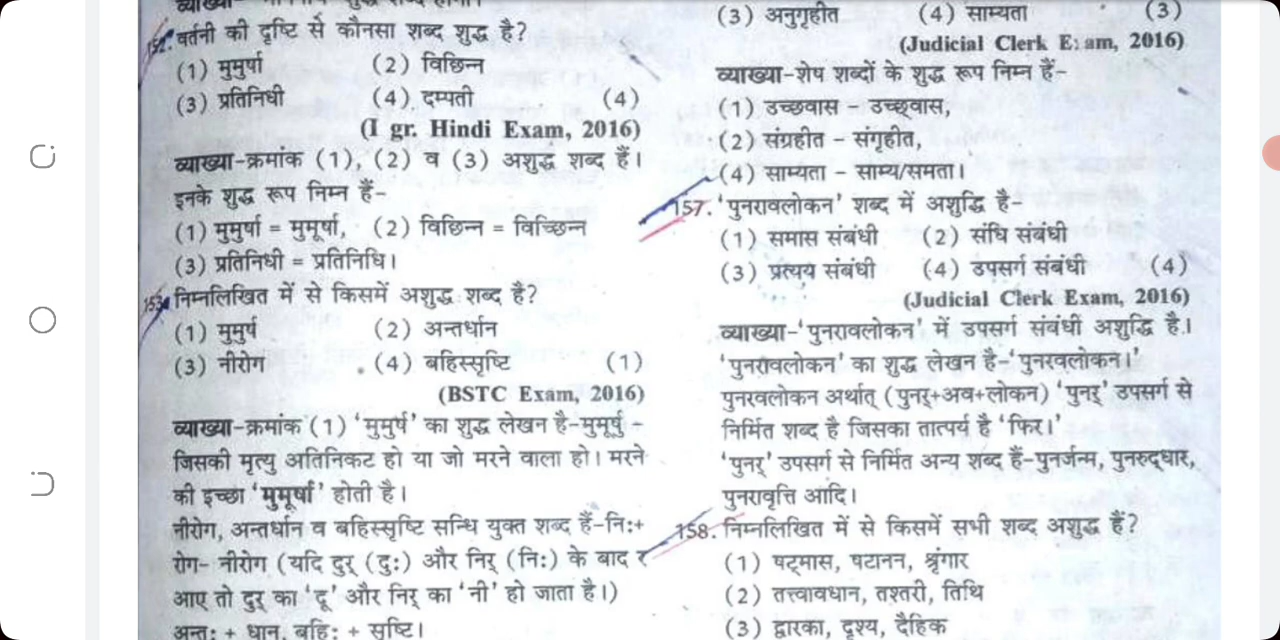 व्याख्या-
152. वर्तनी की दृष्टि से कौनसा शब्द शुद्ध है?
(1) मुमुर्षा (2) विछिन्न
(3) प्रतिनिधी (4) दम्पती (4)
(I gr. Hindi Exam, 2016)
व्याख्या-क्रमांक (1), (2) व (3) अशुद्ध शब्द हैं।
इनके शुद्ध रूप निम्न हैं-
(1) मुमुर्षा = मुमूर्षा, (2) विछिन्न = विच्छिन्न
(3) प्रतिनिधी = प्रतिनिधि।
153. निम्नलिखित में से किसमें अशुद्ध शब्द है?
(1) मुमुर्ष (2) अन्तर्धान
(3) नीरोग (4) बहिस्सृष्टि (1)
(BSTC Exam, 2016)
व्याख्या-क्रमांक (1) 'मुमुर्ष' का शुद्ध लेखन है-मुमूर्षु -
जिसकी मृत्यु अतिनिकट हो या जो मरने वाला हो। मरने
की इच्छा 'मुमूर्षा' होती है।
नीरोग, अन्तर्धान व बहिस्सृष्टि सन्धि युक्त शब्द हैं-नि:+
रोग- नीरोग (यदि दुर् (दु:) और निर् (नि:) के बाद र
आए तो दुर् का 'दू' और निर् का 'नी' हो जाता है।)
अन्त: + धान, बहि: + सृष्टि।
(3) अनुगृहीत (4) साम्यता (3)
(Judicial Clerk Exam, 2016)
व्याख्या-शेष शब्दों के शुद्ध रूप निम्न हैं-
(1) उच्छवास - उच्छ्वास,
(2) संग्रहीत - संगृहीत,
(4) साम्यता - साम्य/समता।
157. 'पुनरावलोकन' शब्द में अशुद्धि है-
(1) समास संबंधी (2) संधि संबंधी
(3) प्रत्यय संबंधी (4) उपसर्ग संबंधी (4)
(Judicial Clerk Exam, 2016)
व्याख्या-'पुनरावलोकन' में उपसर्ग संबंधी अशुद्धि है।
'पुनरावलोकन' का शुद्ध लेखन है-'पुनरवलोकन।'
पुनरवलोकन अर्थात् (पुनर्+अव+लोकन) 'पुनर्' उपसर्ग से
निर्मित शब्द है जिसका तात्पर्य है 'फिर।'
'पुनर्' उपसर्ग से निर्मित अन्य शब्द हैं-पुनर्जन्म, पुनरुद्धार,
पुनरावृत्ति आदि।
158. निम्नलिखित में से किसमें सभी शब्द अशुद्ध हैं?
(1) षट्मास, षटानन, श्रृंगार
(2) तत्त्वावधान, तश्तरी, तिथि
(3) द्वारका, दृश्य, दैहिक